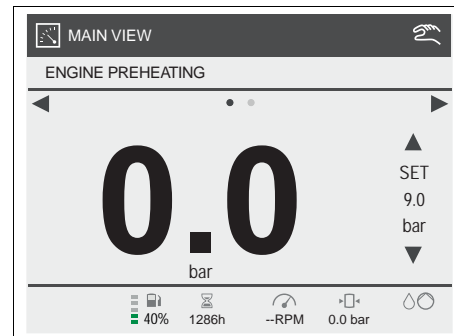 MAIN VIEW
ENGINE PREHEATING
0.0
bar
SET
9.0
bar
40%
1286h
--RPM
0.0 bar